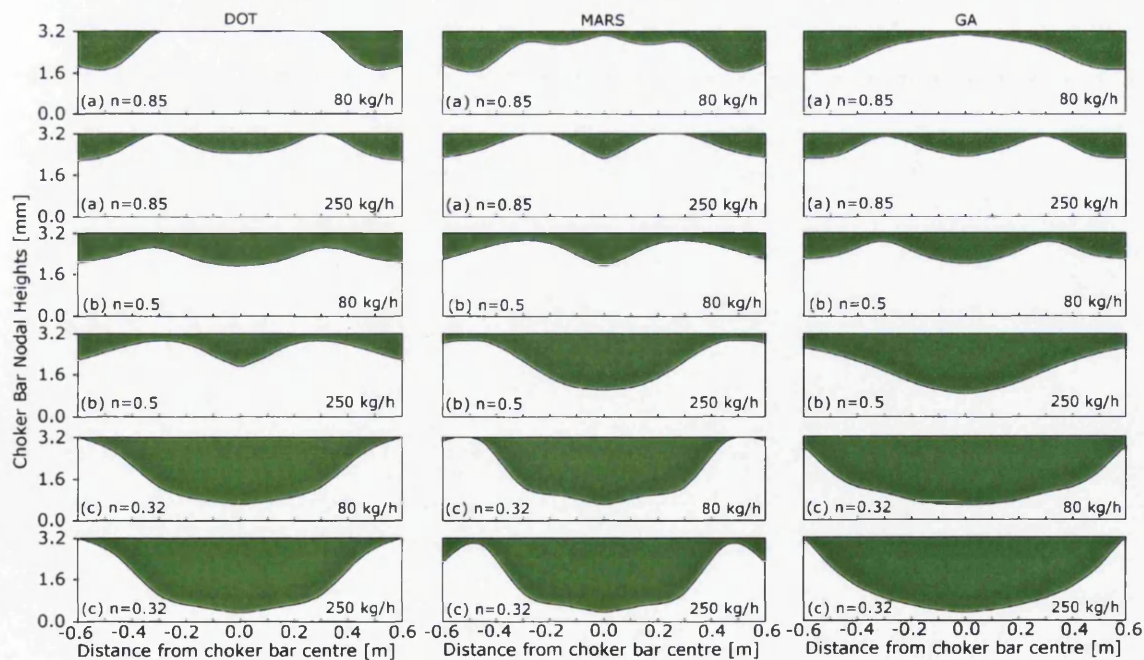 DOT MARS GA
3.2
1.6
0.0
(a) n=0.85 80 kg/h (a) n=0.85 80 kg/h (a) n=0.85 80 kg/h
3.2
1.6
0.0
(a) n=0.85 250 kg/h (a) n=0.85 250 kg/h (a) n=0.85 250 kg/h
3.2
1.6
0.0
(b) n=0.5 80 kg/h (b) n=0.5 80 kg/h (b) n=0.5 80 kg/h
3.2
1.6
0.0
(b) n=0.5 250 kg/h (b) n=0.5 250 kg/h (b) n=0.5 250 kg/h
3.2
1.6
0.0
(c) n=0.32 80 kg/h (c) n=0.32 80 kg/h (c) n=0.32 80 kg/h
3.2
1.6
0.0
(c) n=0.32 250 kg/h (c) n=0.32 250 kg/h (c) n=0.32 250 kg/h
Choker Bar Nodal Heights [mm]
-0.6 -0.4 -0.2 0.0 0.2 0.4 0.6 -0.4 -0.2 0.0 0.2 0.4 -0.6 -0.4 -0.2 0.0 0.2 0.4 0.6
Distance from choker bar centre [m] Distance from choker bar centre [m] Distance from choker bar centre [m]